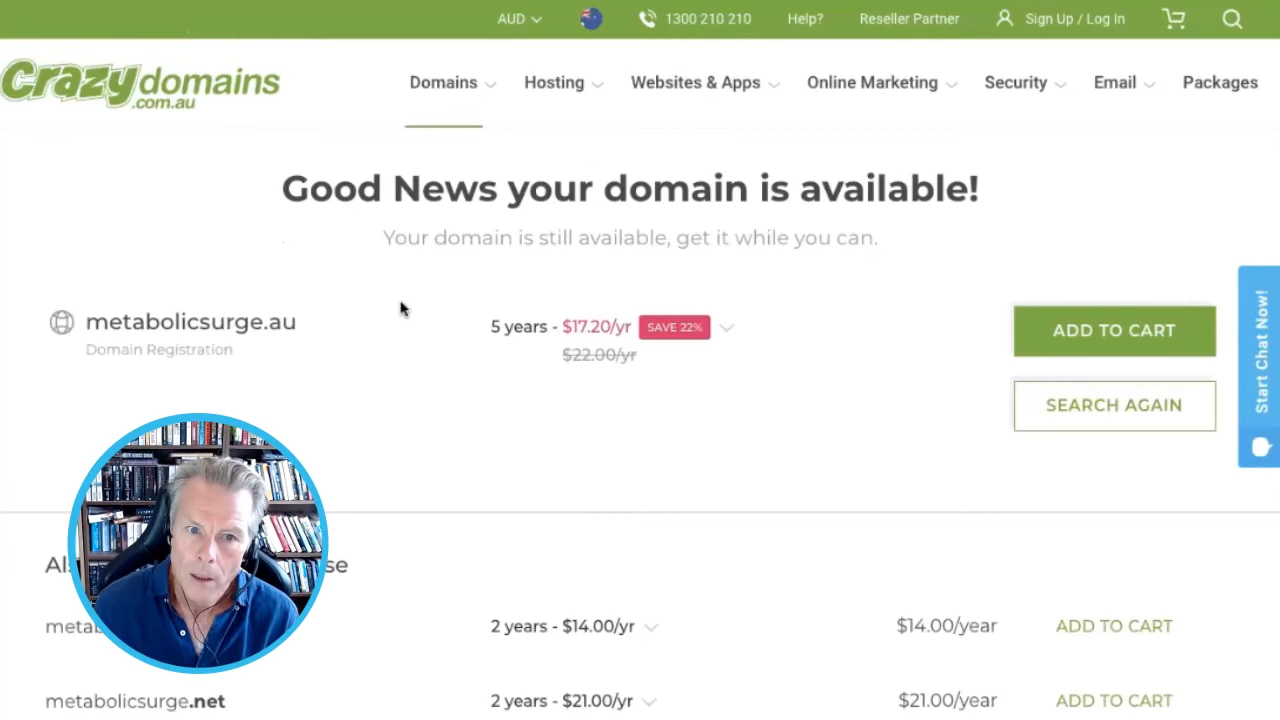 AUD
1300 210 210
Help?
Reseller Partner
Sign Up / Log In
Crazydomains
.com.au
Domains
Hosting
Websites & Apps
Online Marketing
Security
Email
Packages
Good News your domain is available!
Your domain is still available, get it while you can.
metabolicsurge.au
Domain Registration
5 years - $17.20/yr SAVE 22%
$22.00/yr
ADD TO CART
SEARCH AGAIN
Start Chat Now!
2 years - $14.00/yr
$14.00/year
ADD TO CART
metabolicsurge.net
2 years - $21.00/yr
$21.00/year
ADD TO CART